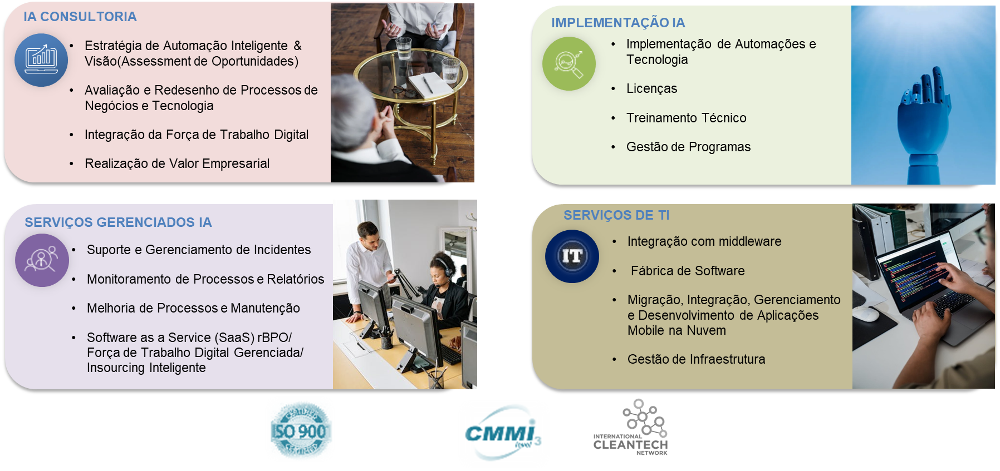 IA CONSULTORIA
• Estratégia de Automação Inteligente &
Visão(Assessment de Oportunidades)
• Avaliação e Redesenho de Processos de
Negócios e Tecnologia
• Integração da Força de Trabalho Digital
• Realização de Valor Empresarial
IMPLEMENTAÇÃO IA
• Implementação de Automações e
Tecnologia
• Licenças
• Treinamento Técnico
• Gestão de Programas
SERVIÇOS GERENCIADOS IA
• Suporte e Gerenciamento de Incidentes
• Monitoramento de Processos e Relatórios
• Melhoria de Processos e Manutenção
• Software as a Service (SaaS) rBPO/
Força de Trabalho Digital Gerenciada/
Insourcing Inteligente
SERVIÇOS DE TI
IT
• Integração com middleware
• Fábrica de Software
• Migração, Integração, Gerenciamento
e Desenvolvimento de Aplicações
Mobile na Nuvem
• Gestão de Infraestrutura
ISO 900
CMMi
level 3
INTERNATIONAL
CLEANTECH
NETWORK